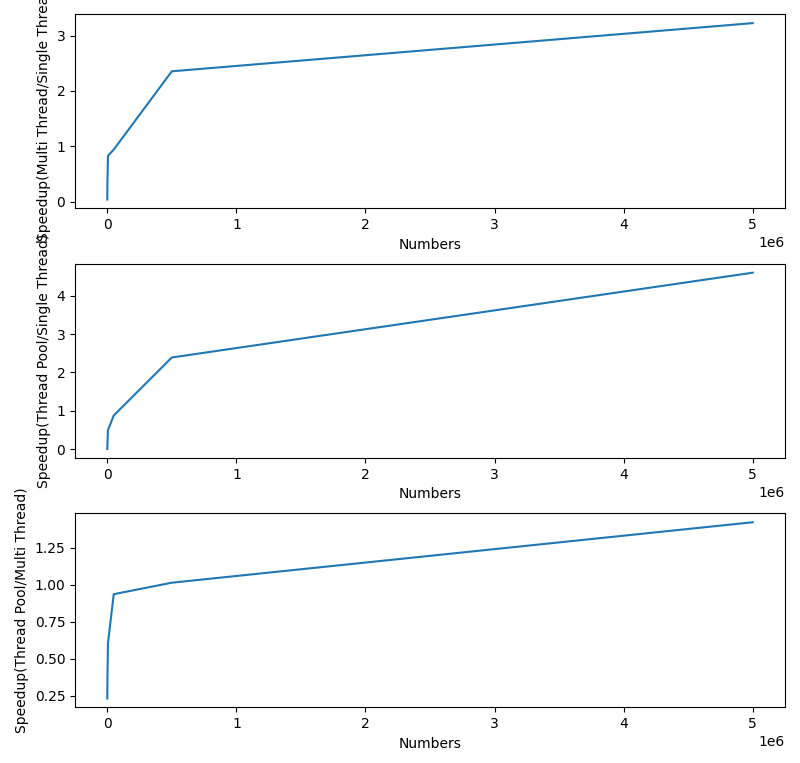 Speedup(Multi Thread/Single Thread
3
2
1
0
0 1 2 3 4 5
1e6
Numbers
Speedup(Thread Pool/Single Thread)
4
3
2
1
0
0 1 2 3 4 5
1e6
Numbers
Speedup(Thread Pool/Multi Thread)
1.25
1.00
0.75
0.50
0.25
0 1 2 3 4 5
1e6
Numbers